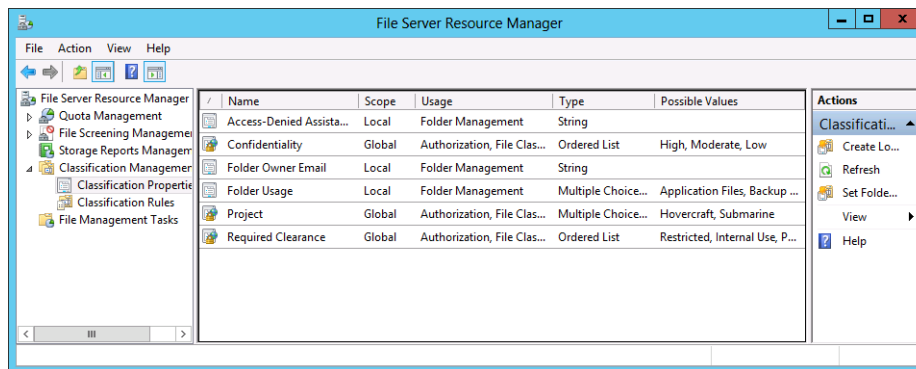 File Server Resource Manager
File Action View Help
File Server Resource Manager
Quota Management
File Screening Managemen
Storage Reports Managem
Classification Managemen
Classification Propertie
Classification Rules
File Management Tasks
Name Scope Usage Type Possible Values
Access-Denied Assista... Local Folder Management String
Confidentiality Global Authorization, File Clas... Ordered List High, Moderate, Low
Folder Owner Email Local Folder Management String
Folder Usage Local Folder Management Multiple Choice... Application Files, Backup ...
Project Global Authorization, File Clas... Multiple Choice... Hovercraft, Submarine
Required Clearance Global Authorization, File Clas... Ordered List Restricted, Internal Use, P...
Actions
Classificati...
Create Lo...
Refresh
Set Folde...
View
Help